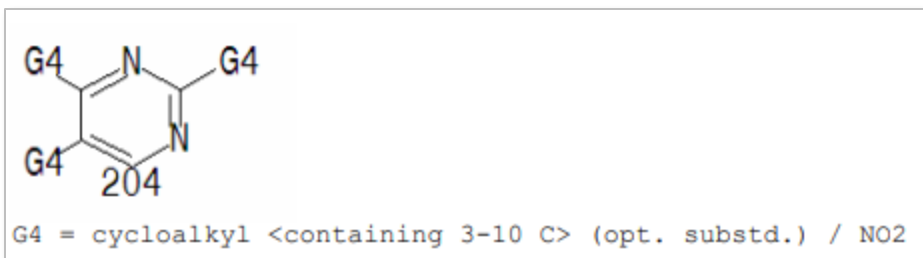 G4 N G4
N
G4
204
G4 = cycloalkyl <containing 3-10 C> (opt. substd.) / NO2